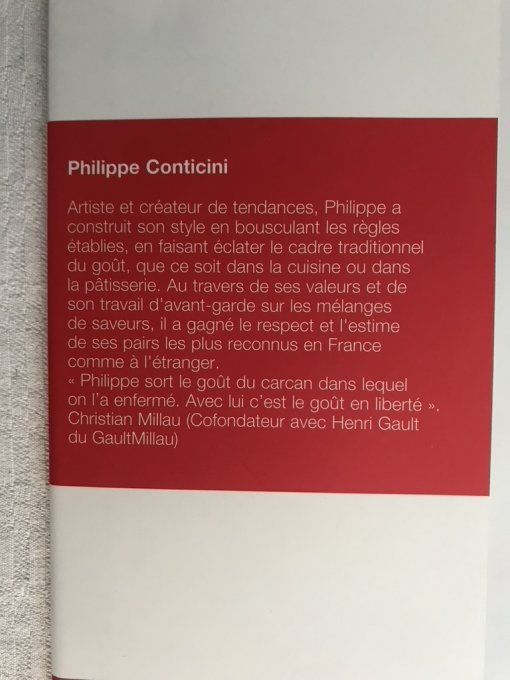 Philippe Conticini
Artiste et créateur de tendances, Philippe a
construit son style en bousculant les règles
établies, en faisant éclater le cadre traditionnel
du goût, que ce soit dans la cuisine ou dans
la pâtisserie. Au travers de ses valeurs et de
son travail d'avant-garde sur les mélanges
de saveurs, il a gagné le respect et l'estime
de ses pairs les plus reconnus en France
comme à l'étranger.
« Philippe sort le goût du carcan dans lequel
on l'a enfermé. Avec lui c'est le goût en liberté ».
Christian Millau (Cofondateur avec Henri Gault
du GaultMillau)